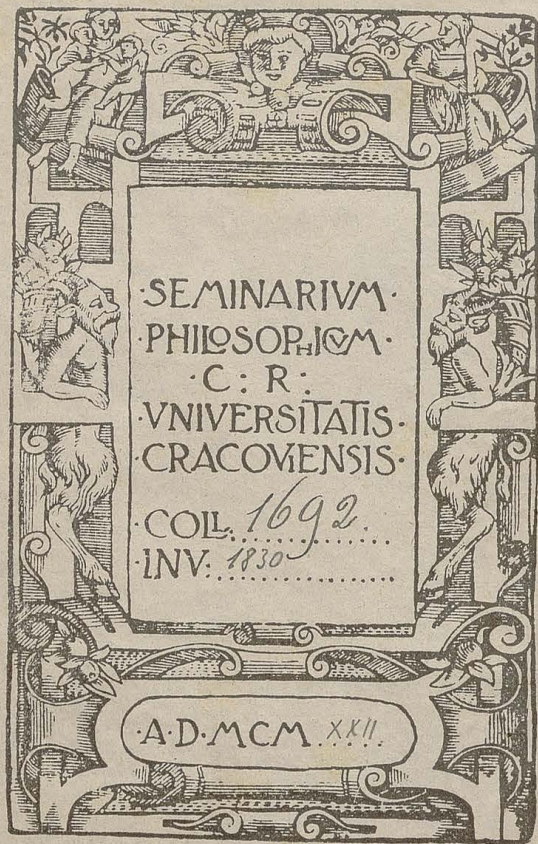 ·SEMINARIVM·
·PHILOSOPHICVM·
·C: R:
·VNIVERSITATIS·
·CRACOVIENSIS·
·COLL. 1692.
·INV: 1830
·A·D·MCM XXII.